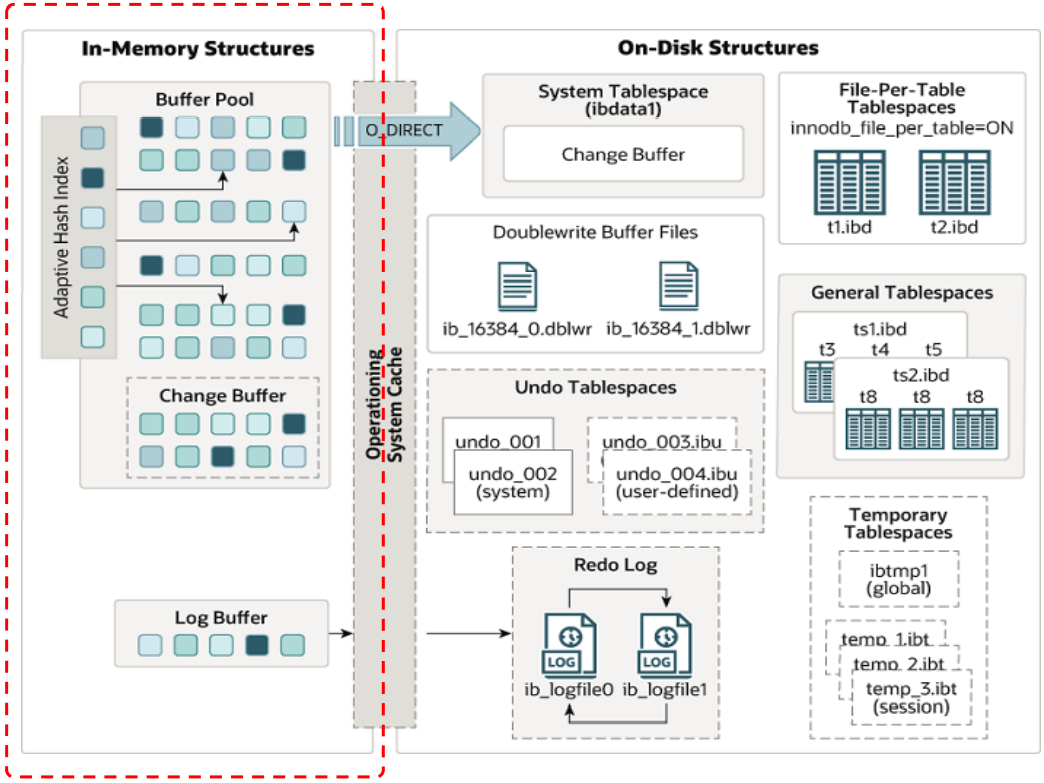 In-Memory Structures
Buffer Pool
Adaptive Hash Index
Change Buffer
Log Buffer
Operationing
System Cache
O_DIRECT
On-Disk Structures
System Tablespace
(ibdata1)
Change Buffer
Doublewrite Buffer Files
ib_16384_0.dblwr
ib_16384_1.dblwr
Undo Tablespaces
undo_001
undo_002
(system)
undo_003.ibu
undo_004.ibu
(user-defined)
Redo Log
LOG
LOG
ib_logfile0
ib_logfile1
File-Per-Table
Tablespaces
innodb_file_per_table=ON
t1.ibd
t2.ibd
General Tablespaces
ts1.ibd
t3 t4 t5
ts2.ibd
t8 t8 t8
Temporary
Tablespaces
ibtmp1
(global)
temp_1.ibt
temp_2.ibt
temp_3.ibt
(session)